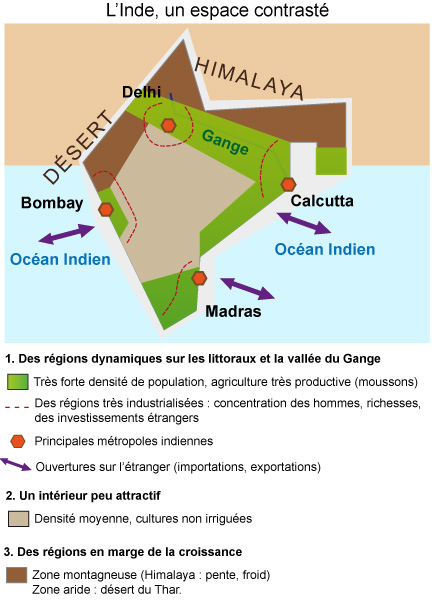 L'Inde, un espace contrasté
HIMALAYA
Delhi
DÉSERT
Gange
Bombay
Calcutta
Océan Indien
Océan Indien
Madras
1. Des régions dynamiques sur les littoraux et la vallée du Gange
Très forte densité de population, agriculture très productive (moussons)
Des régions très industrialisées : concentration des hommes, richesses,
des investissements étrangers
Principales métropoles indiennes
Ouvertures sur l'étranger (importations, exportations)
2. Un intérieur peu attractif
Densité moyenne, cultures non irriguées
3. Des régions en marge de la croissance
Zone montagneuse (Himalaya : pente, froid)
Zone aride : désert du Thar.